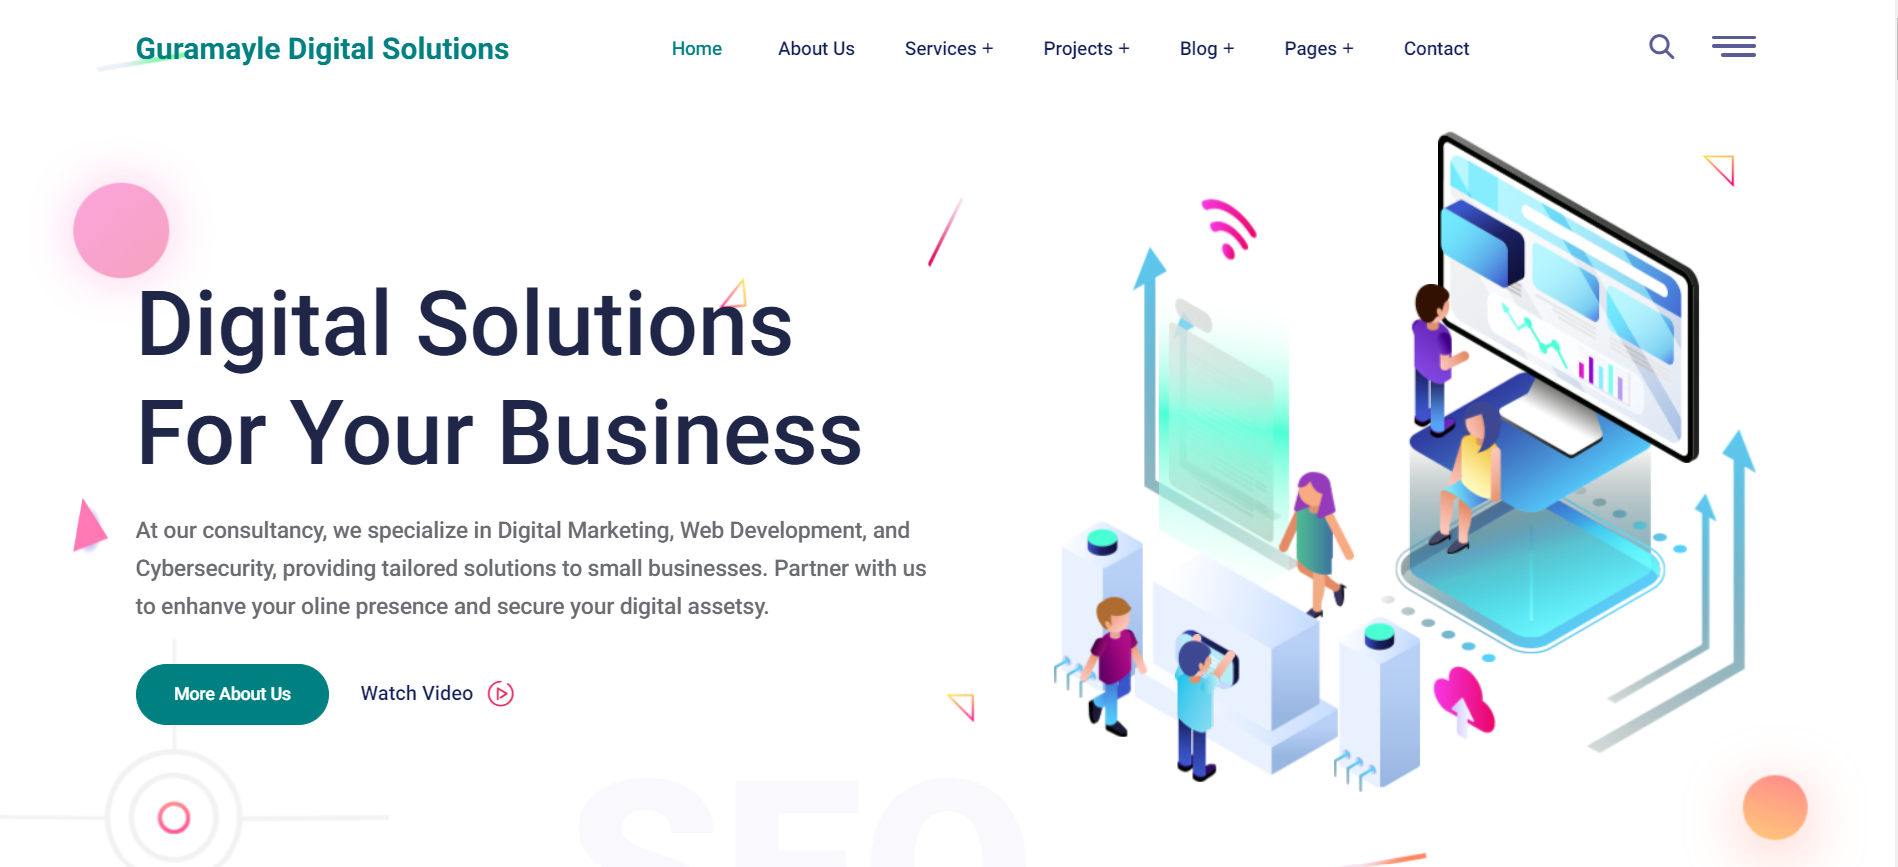 Guramayle Digital Solutions
Home About Us Services + Projects + Blog + Pages + Contact
Digital Solutions
For Your Business
At our consultancy, we specialize in Digital Marketing, Web Development, and
Cybersecurity, providing tailored solutions to small businesses. Partner with us
to enhanve your oline presence and secure your digital assetsy.
More About Us Watch Video
SEO